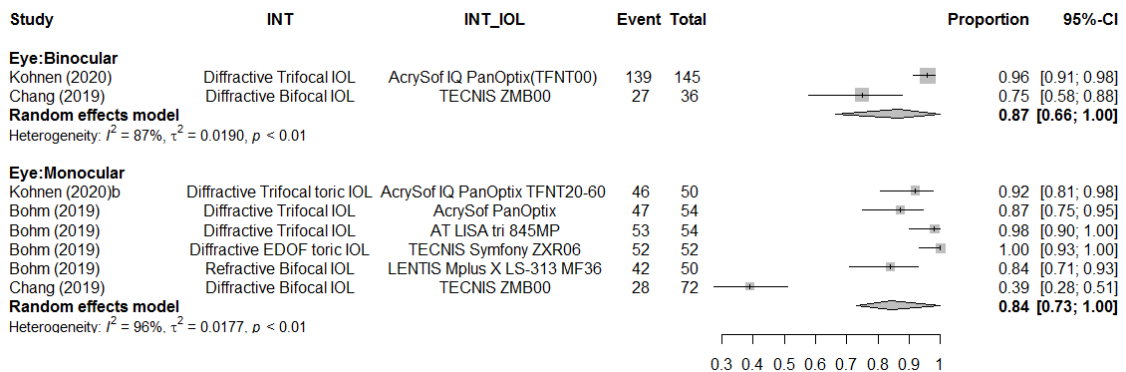 Study INT INT_IOL Event Total Proportion 95%-CI
Eye:Binocular
Kohnen (2020) Diffractive Trifocal IOL AcrySof IQ PanOptix(TFNT00) 139 145 0.96 [0.91; 0.98]
Chang (2019) Diffractive Bifocal IOL TECNIS ZMB00 27 36 0.75 [0.58; 0.88]
Random effects model 0.87 [0.66; 1.00]
Heterogeneity: I² = 87%, τ² = 0.0190, p < 0.01
Eye:Monocular
Kohnen (2020)b Diffractive Trifocal toric IOL AcrySof IQ PanOptix TFNT20-60 46 50 0.92 [0.81; 0.98]
Bohm (2019) Diffractive Trifocal IOL AcrySof PanOptix 47 54 0.87 [0.75; 0.95]
Bohm (2019) Diffractive Trifocal IOL AT LISA tri 845MP 53 54 0.98 [0.90; 1.00]
Bohm (2019) Diffractive EDOF toric IOL TECNIS Symfony ZXR06 52 52 1.00 [0.93; 1.00]
Bohm (2019) Refractive Bifocal IOL LENTIS Mplus X LS-313 MF36 42 50 0.84 [0.71; 0.93]
Chang (2019) Diffractive Bifocal IOL TECNIS ZMB00 28 72 0.39 [0.28; 0.51]
Random effects model 0.84 [0.73; 1.00]
Heterogeneity: I² = 96%, τ² = 0.0177, p < 0.01
0.3 0.4 0.5 0.6 0.7 0.8 0.9 1